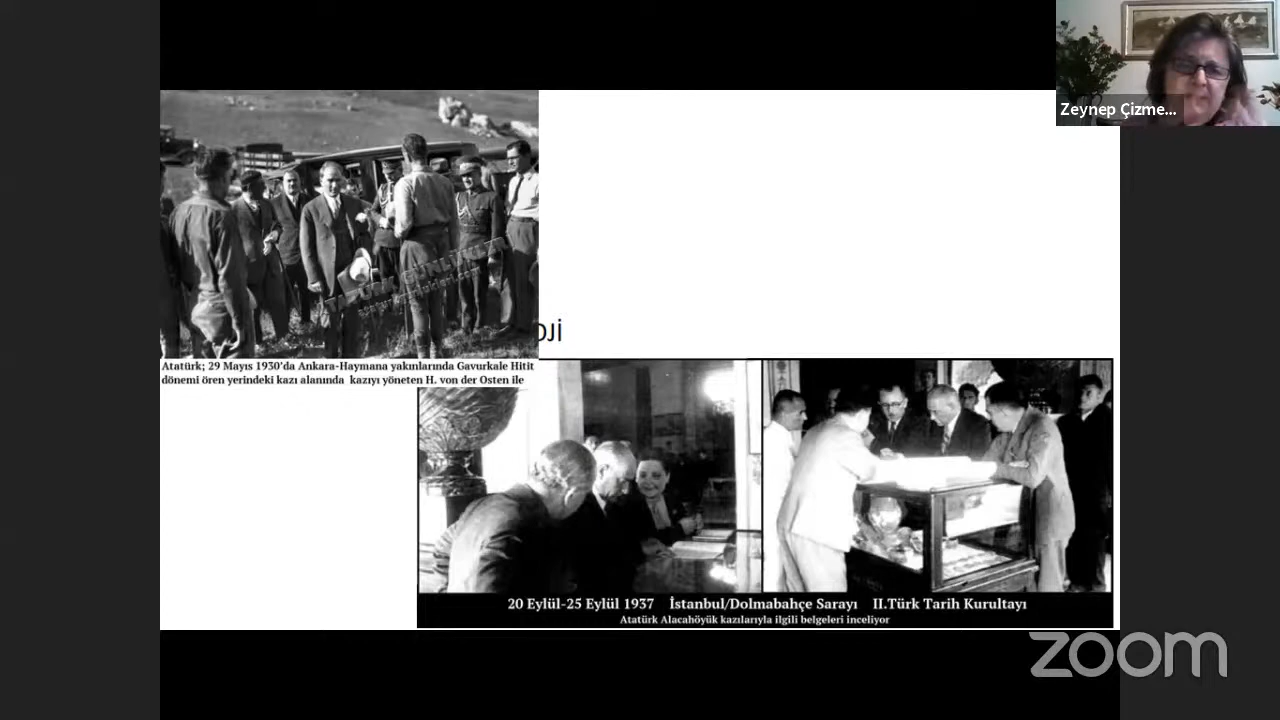 Zeynep Çizme...
ATATÜRK GÜNLÜKLERİ
oji
Atatürk; 29 Mayıs 1930'da Ankara-Haymana yakınlarında Gavurkale Hitit
dönemi ören yerindeki kazı alanında kazıyı yöneten H. von der Osten ile
20 Eylül-25 Eylül 1937 İstanbul/Dolmabahçe Sarayı II.Türk Tarih Kurultayı
Atatürk Alacahöyük kazılarıyla ilgili belgeleri inceliyor
zoom